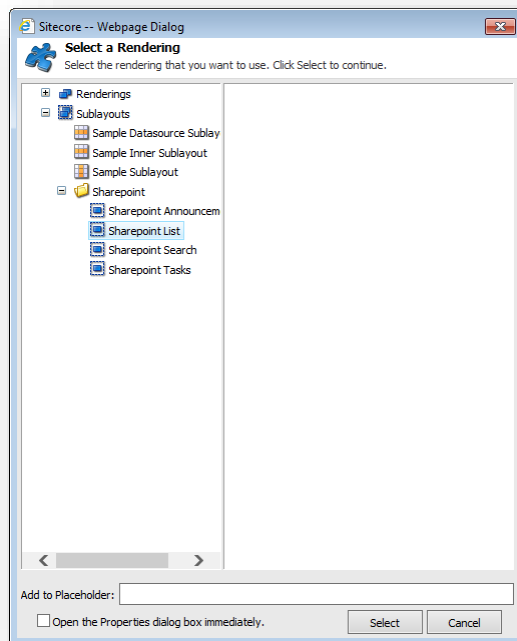 Sitecore -- Webpage Dialog
Select a Rendering
Select the rendering that you want to use. Click Select to continue.
Renderings
Sublayouts
Sample Datasource Sublay
Sample Inner Sublayout
Sample Sublayout
Sharepoint
Sharepoint Announcem
Sharepoint List
Sharepoint Search
Sharepoint Tasks
Add to Placeholder:
Open the Properties dialog box immediately.
Select
Cancel